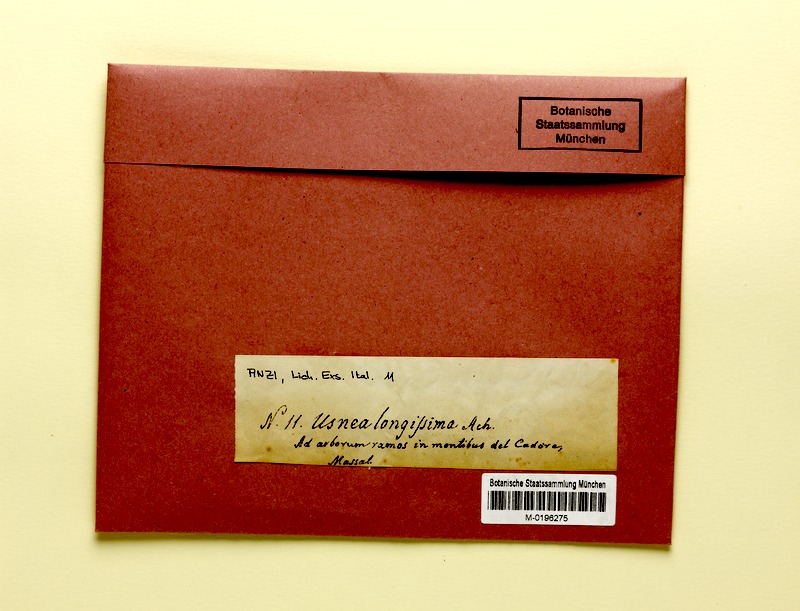 Botanische
Staatssammlung
München
ANZI, Lich. Exs. Ital. 11
N. 11. Usnea longiſsima Ach.
Ad arborum ramos in montibus del Cadore,
Massal.
Botanische Staatssammlung München
M-0196275